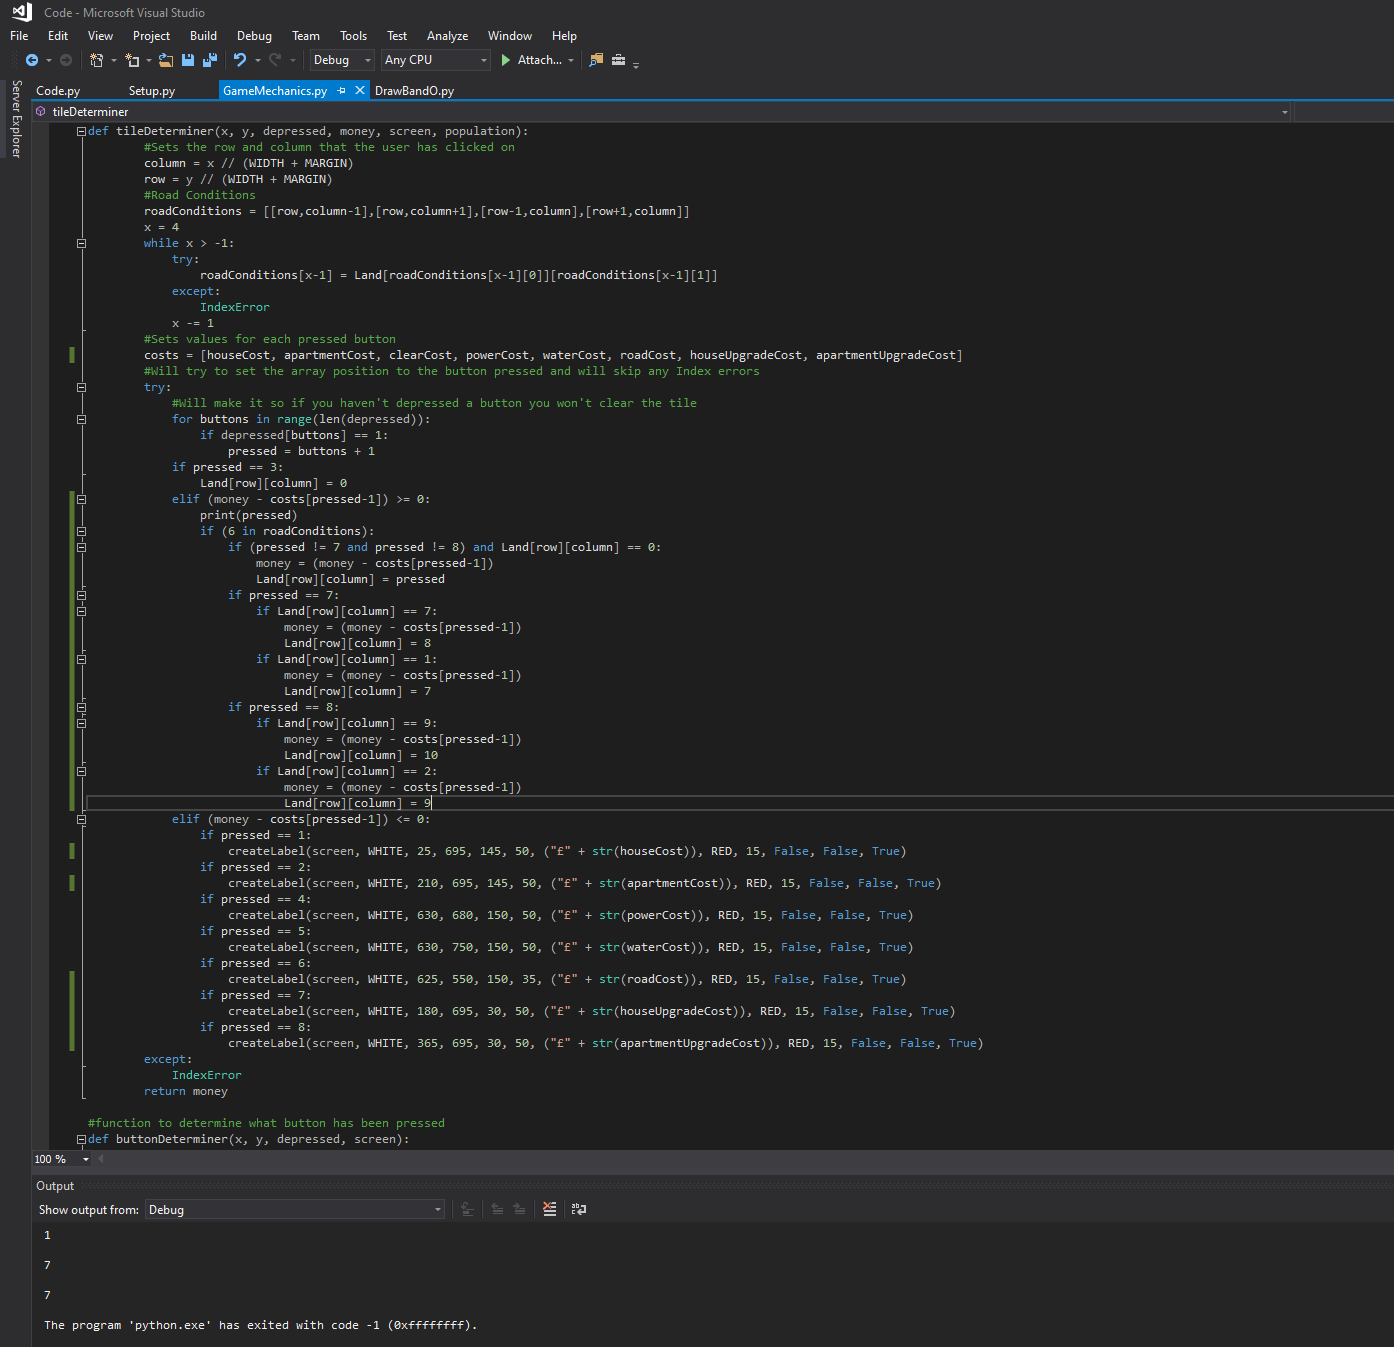 Code - Microsoft Visual Studio
File Edit View Project Build Debug Team Tools Test Analyze Window Help
Debug Any CPU Attach...
Server Explorer
Code.py Setup.py GameMechanics.py DrawBandO.py
tileDeterminer
def tileDeterminer(x, y, depressed, money, screen, population):
        #Sets the row and column that the user has clicked on
        column = x // (WIDTH + MARGIN)
        row = y // (WIDTH + MARGIN)
        #Road Conditions
        roadConditions = [[row,column-1],[row,column+1],[row-1,column],[row+1,column]]
        x = 4
        while x > -1:
            try:
                roadConditions[x-1] = Land[roadConditions[x-1][0]][roadConditions[x-1][1]]
            except:
                IndexError
            x -= 1
        #Sets values for each pressed button
        costs = [houseCost, apartmentCost, clearCost, powerCost, waterCost, roadCost, houseUpgradeCost, apartmentUpgradeCost]
        #Will try to set the array position to the button pressed and will skip any Index errors
        try:
            #Will make it so if you haven't depressed a button you won't clear the tile
            for buttons in range(len(depressed)):
                if depressed[buttons] == 1:
                    pressed = buttons + 1
            if pressed == 3:
                Land[row][column] = 0
            elif (money - costs[pressed-1]) >= 0:
                print(pressed)
                if (6 in roadConditions):
                    if (pressed != 7 and pressed != 8) and Land[row][column] == 0:
                        money = (money - costs[pressed-1])
                        Land[row][column] = pressed
                    if pressed == 7:
                        if Land[row][column] == 7:
                            money = (money - costs[pressed-1])
                            Land[row][column] = 8
                        if Land[row][column] == 1:
                            money = (money - costs[pressed-1])
                            Land[row][column] = 7
                    if pressed == 8:
                        if Land[row][column] == 9:
                            money = (money - costs[pressed-1])
                            Land[row][column] = 10
                        if Land[row][column] == 2:
                            money = (money - costs[pressed-1])
                            Land[row][column] = 9
            elif (money - costs[pressed-1]) <= 0:
                if pressed == 1:
                    createLabel(screen, WHITE, 25, 695, 145, 50, ("£" + str(houseCost)), RED, 15, False, False, True)
                if pressed == 2:
                    createLabel(screen, WHITE, 210, 695, 145, 50, ("£" + str(apartmentCost)), RED, 15, False, False, True)
                if pressed == 4:
                    createLabel(screen, WHITE, 630, 680, 150, 50, ("£" + str(powerCost)), RED, 15, False, False, True)
                if pressed == 5:
                    createLabel(screen, WHITE, 630, 750, 150, 50, ("£" + str(waterCost)), RED, 15, False, False, True)
                if pressed == 6:
                    createLabel(screen, WHITE, 625, 550, 150, 35, ("£" + str(roadCost)), RED, 15, False, False, True)
                if pressed == 7:
                    createLabel(screen, WHITE, 180, 695, 30, 50, ("£" + str(houseUpgradeCost)), RED, 15, False, False, True)
                if pressed == 8:
                    createLabel(screen, WHITE, 365, 695, 30, 50, ("£" + str(apartmentUpgradeCost)), RED, 15, False, False, True)
        except:
            IndexError
        return money
#function to determine what button has been pressed
def buttonDeterminer(x, y, depressed, screen):
100 %
Output
Show output from: Debug
1
7
7
The program 'python.exe' has exited with code -1 (0xffffffff).